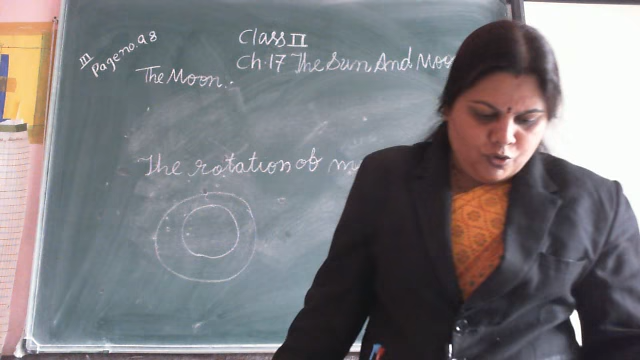 III
Page no. 98
Class II
Ch:17 The Sun And Moo
The Moon:-
The rotation of m